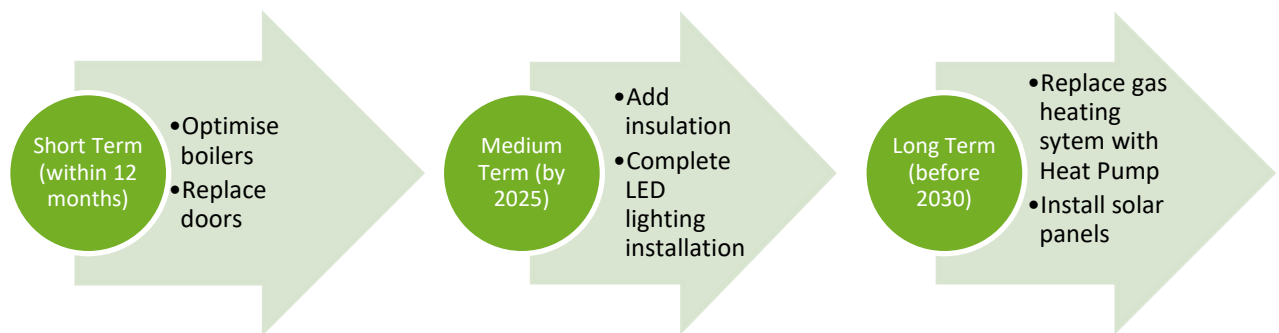 Short Term
(within 12
months)
•Optimise
boilers
•Replace
doors
Medium
Term (by
2025)
•Add
insulation
•Complete
LED
lighting
installation
Long Term
(before
2030)
•Replace gas
heating
sytem with
Heat Pump
•Install solar
panels